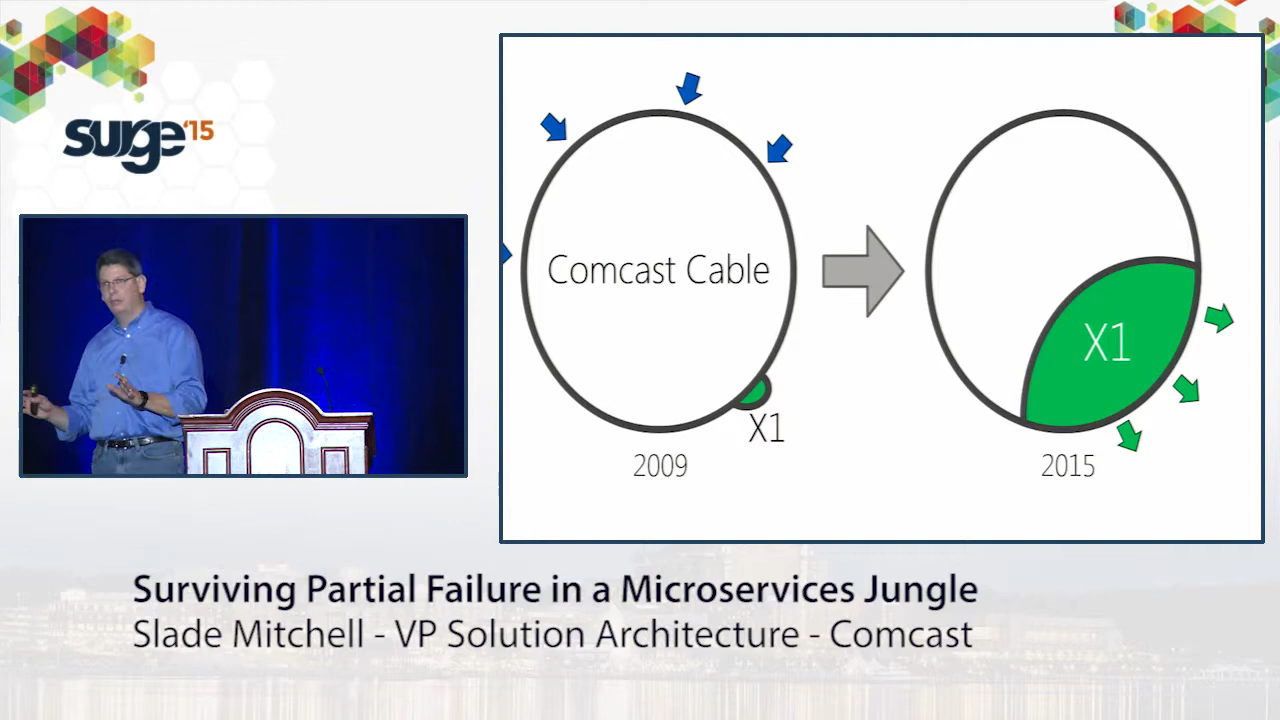 surge '15
Comcast Cable
X1
2009
X1
2015
Surviving Partial Failure in a Microservices Jungle
Slade Mitchell - VP Solution Architecture - Comcast